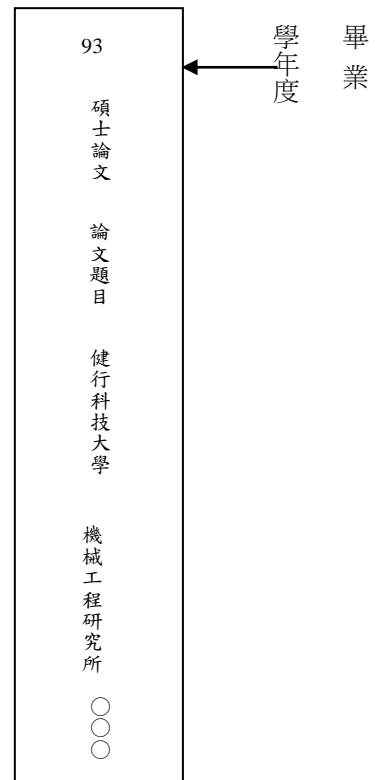 93
碩士論文
論文題目
健行科技大學
機械工程研究所
○○○
畢業
學年度